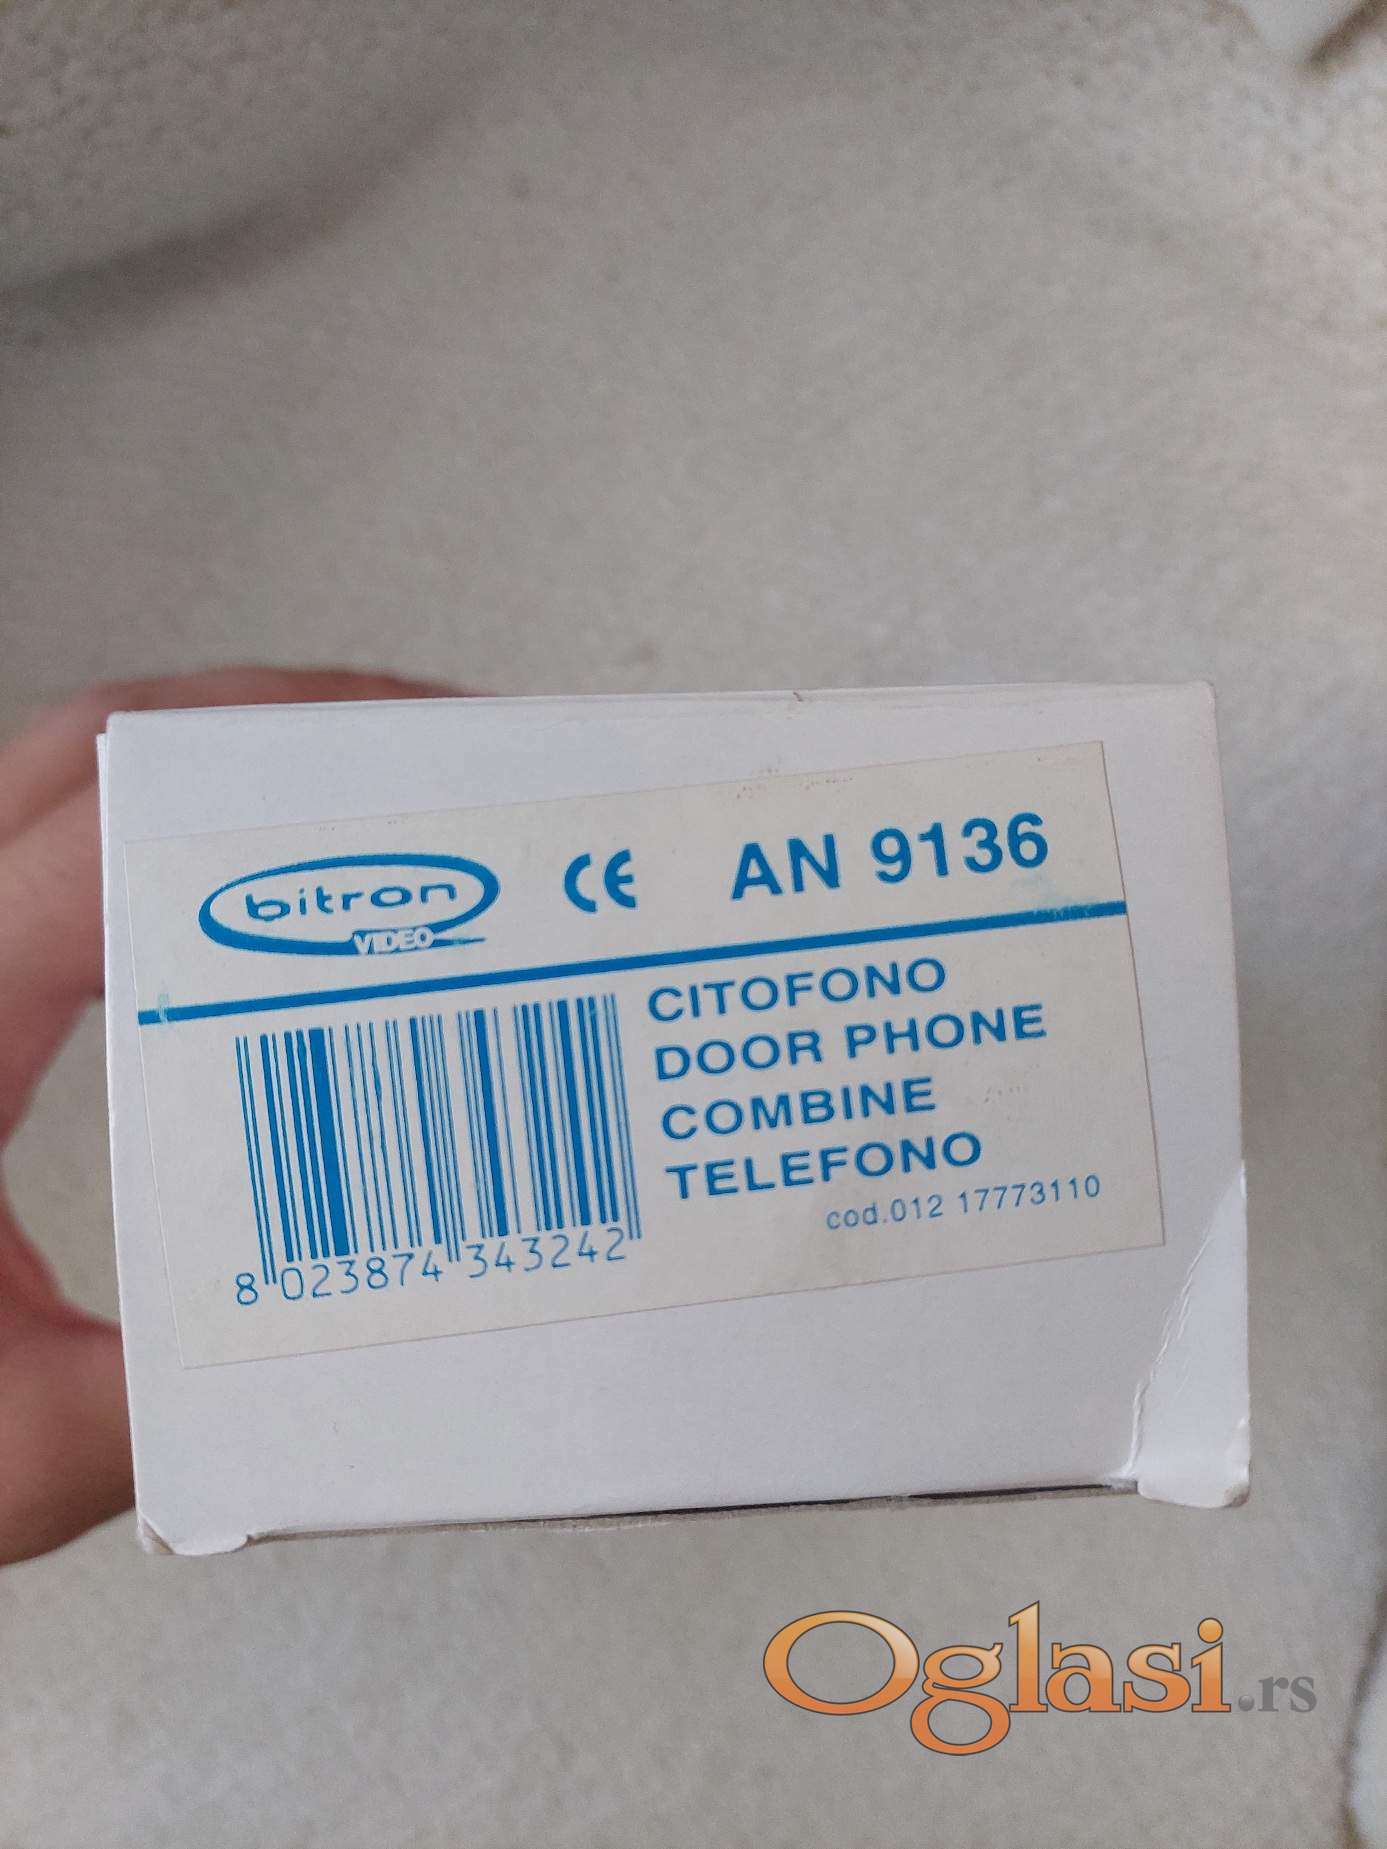 bitron
VIDEO
CE
AN 9136
CITOFONO
DOOR PHONE
COMBINE
TELEFONO
cod.012 17773110
8 023874 343242
Oglasi.rs